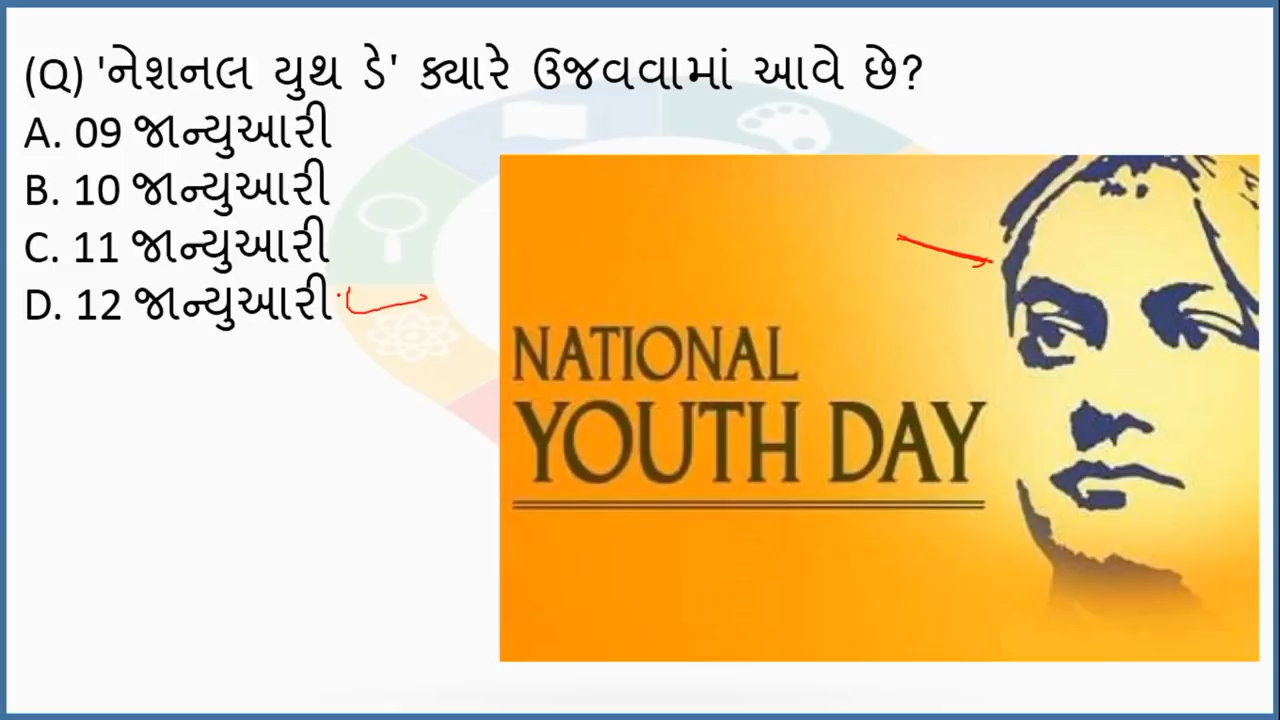 (Q) 'નેશનલ યુથ ડે' ક્યારે ઉજવવામાં આવે છે?
A. 09 જાન્યુઆરી
B. 10 જાન્યુઆરી
C. 11 જાન્યુઆરી
D. 12 જાન્યુઆરી
NATIONAL
YOUTH DAY